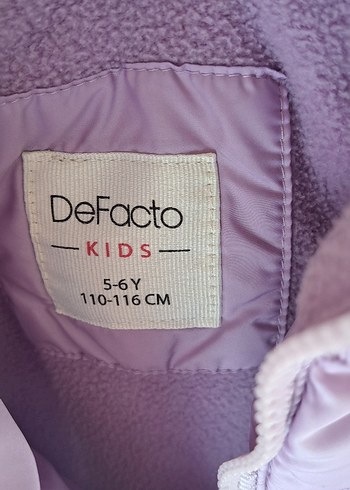 DeFacto
KIDS
5-6 Y
110-116 CM